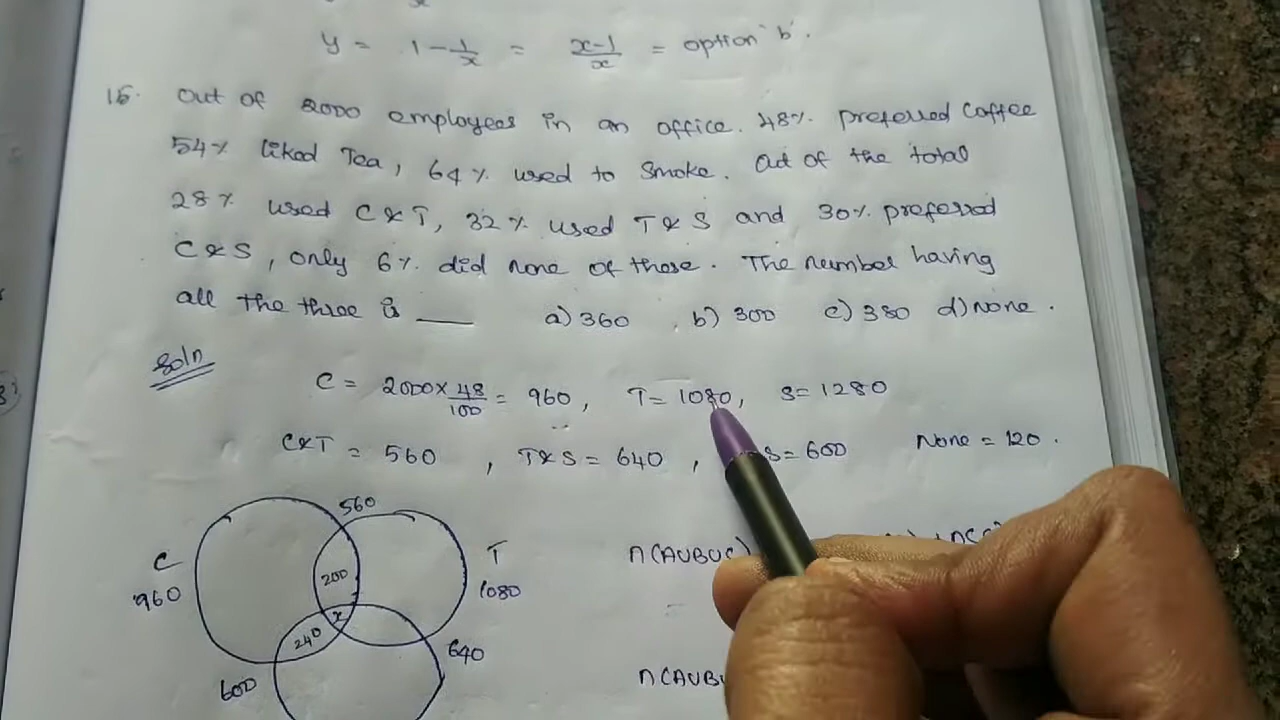 y = 1 - 1/x = x-1/x = option 'b'.
16. Out of 2000 employees in an office. 48% preferred Coffee
54% liked Tea, 64% used to Smoke. Out of the total
28% used C&T, 32% used T&S and 30% preferred
C&S, only 6% did none of these. The number having
all the three is ___ a) 360 , b) 300 c) 380 d) none.
Soln
C = 2000 × 48/100 = 960, T = 1080, S = 1280
C&T = 560 , T&S = 640 , S = 600 None = 120.
560
C
T
n(AUBUC)
200
960
1080
x
240
640
600
n(AUBU